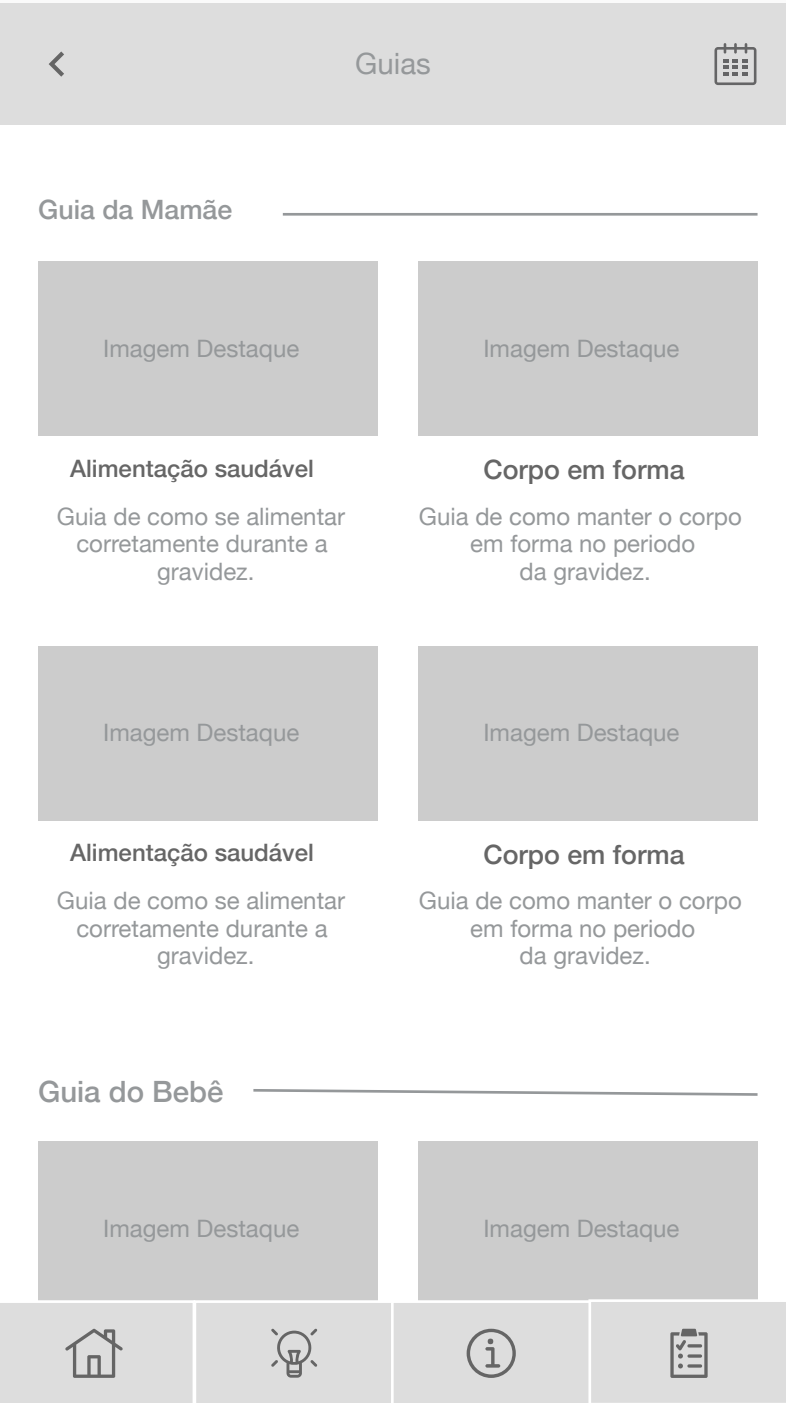 Guias
Guia da Mamãe
Imagem Destaque
Imagem Destaque
Alimentação saudável
Corpo em forma
Guia de como se alimentar
corretamente durante a
gravidez.
Guia de como manter o corpo
em forma no periodo
da gravidez.
Imagem Destaque
Imagem Destaque
Alimentação saudável
Corpo em forma
Guia de como se alimentar
corretamente durante a
gravidez.
Guia de como manter o corpo
em forma no periodo
da gravidez.
Guia do Bebê
Imagem Destaque
Imagem Destaque